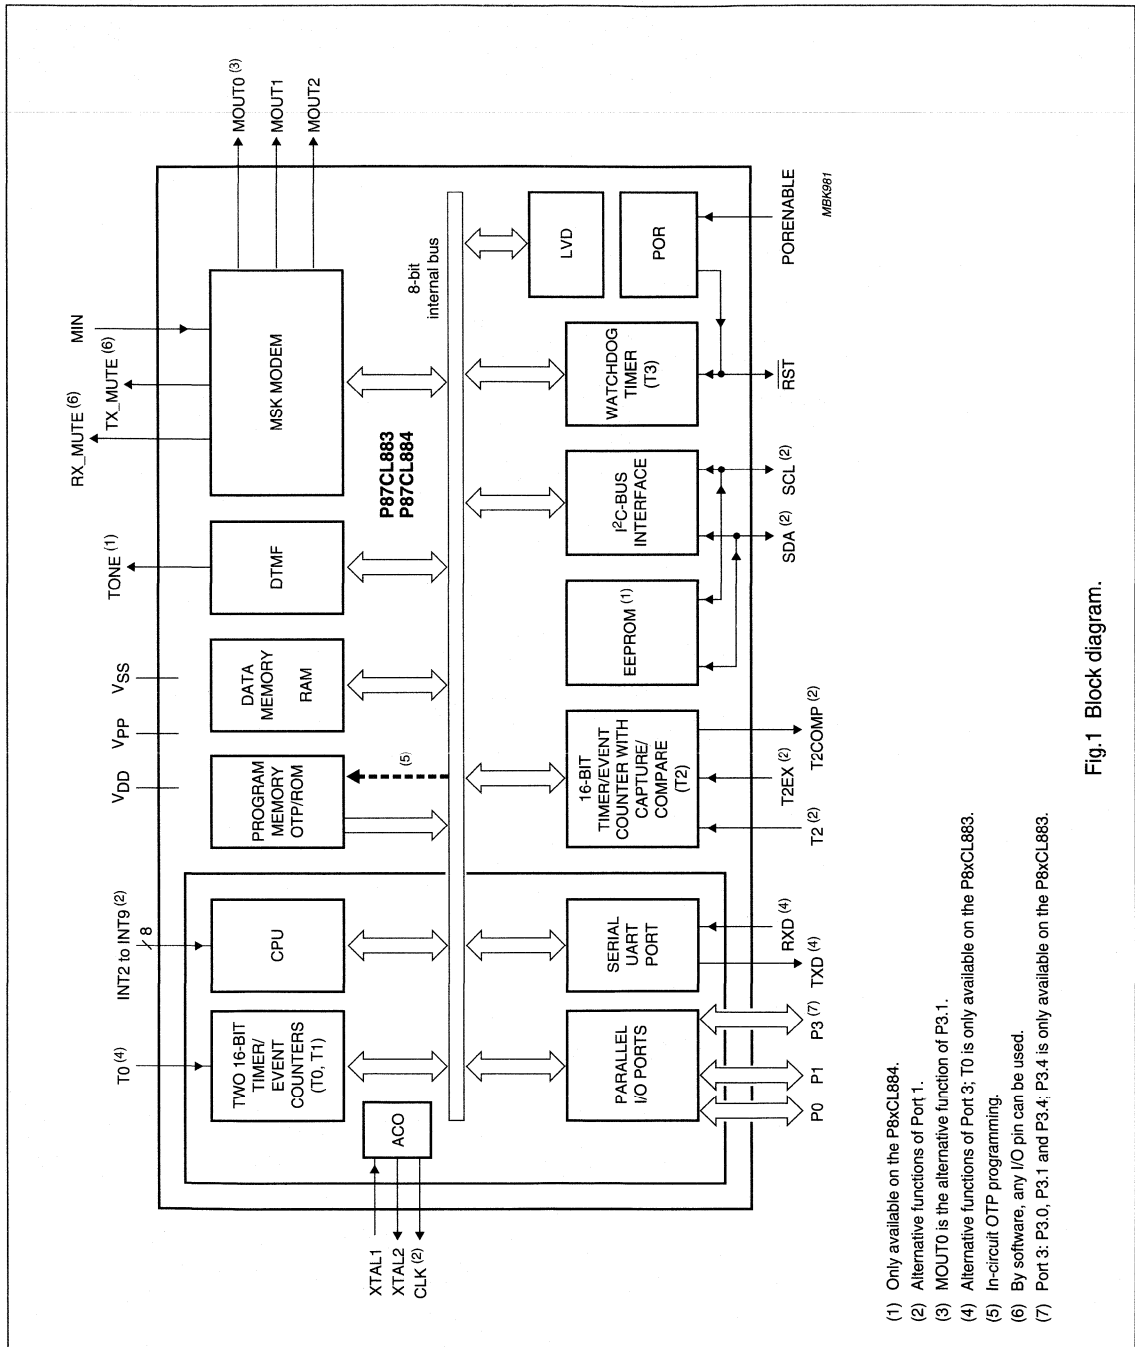 T0 (4)
INT2 to INT9 (2)
8
VDD
VPP
VSS
TONE (1)
RX_MUTE (6)
TX_MUTE (6)
MIN
MOUT0 (3)
MOUT1
MOUT2
XTAL1
XTAL2
CLK (2)
ACO
TWO 16-BIT
TIMER/
EVENT
COUNTERS
(T0, T1)
CPU
PROGRAM
MEMORY
OTP/ROM
(5)
DATA
MEMORY
RAM
DTMF
MSK MODEM
P87CL883
P87CL884
8-bit
internal bus
PARALLEL
I/O PORTS
SERIAL
UART
PORT
16-BIT
TIMER/EVENT
COUNTER WITH
CAPTURE/
COMPARE
(T2)
EEPROM (1)
I2C-BUS
INTERFACE
WATCHDOG
TIMER
(T3)
LVD
POR
P0
P1
P3 (7)
TXD (4)
RXD (4)
T2 (2)
T2EX (2)
T2COMP (2)
SDA (2)
SCL (2)
RST
PORENABLE
MBK981
(1) Only available on the P8xCL884.
(2) Alternative functions of Port 1.
(3) MOUT0 is the alternative function of P3.1.
(4) Alternative functions of Port 3; T0 is only available on the P8xCL883.
(5) In-circuit OTP programming.
(6) By software, any I/O pin can be used.
(7) Port 3: P3.0, P3.1 and P3.4; P3.4 is only available on the P8xCL883.
Fig.1 Block diagram.